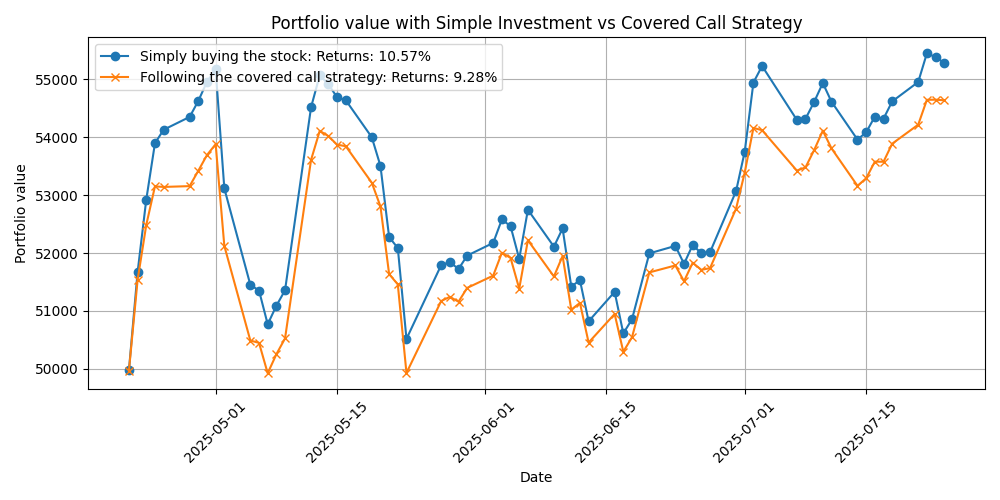 Portfolio value with Simple Investment vs Covered Call Strategy
Simply buying the stock: Returns: 10.57%
Following the covered call strategy: Returns: 9.28%
Portfolio value
55000
54000
53000
52000
51000
50000
2025-05-01
2025-05-15
2025-06-01
2025-06-15
2025-07-01
2025-07-15
Date